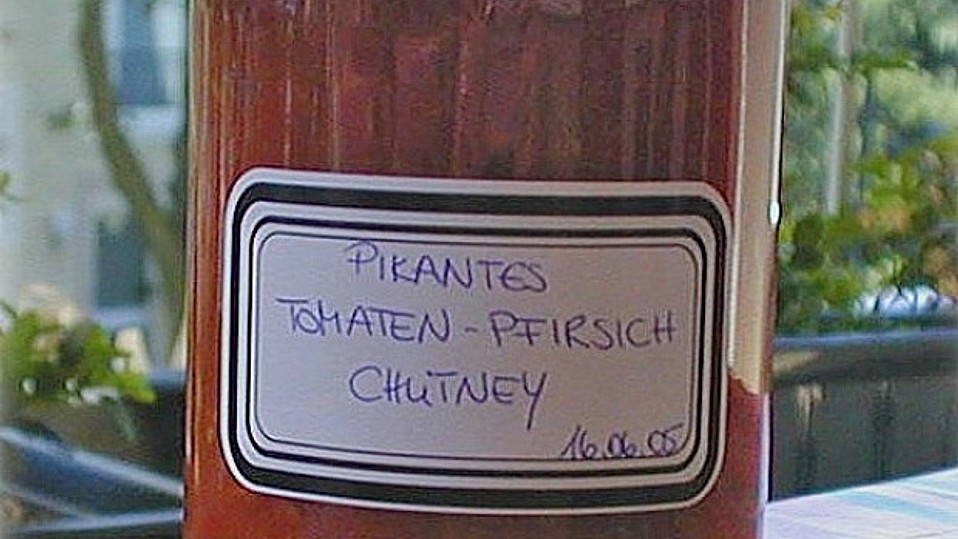 PIKANTES
TOMATEN-PFIRSICH
CHUTNEY
16.06.05